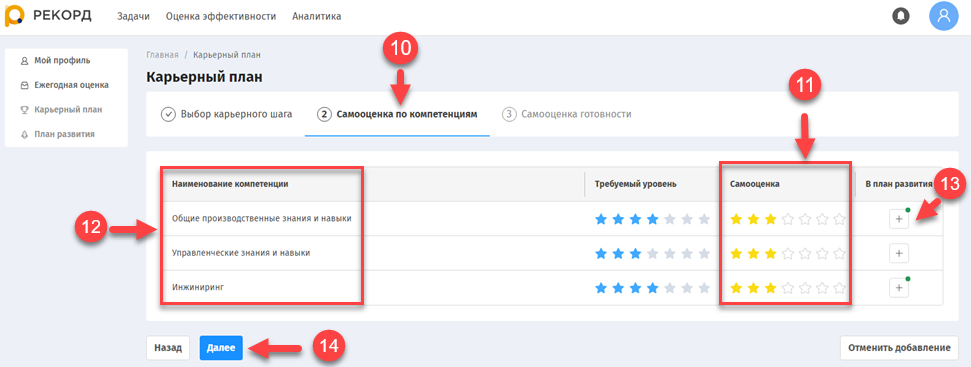 РЕКОРД Задачи Оценка эффективности Аналитика
10
Мой профиль
Ежегодная оценка
Карьерный план
План развития
Главная / Карьерный план
Карьерный план
11
Выбор карьерного шага 2 Самооценка по компетенциям 3 Самооценка готовности
Наименование компетенции Требуемый уровень Самооценка В план развития
13
12
Общие производственные знания и навыки
Управленческие знания и навыки
Инжиниринг
Назад Далее 14 Отменить добавление